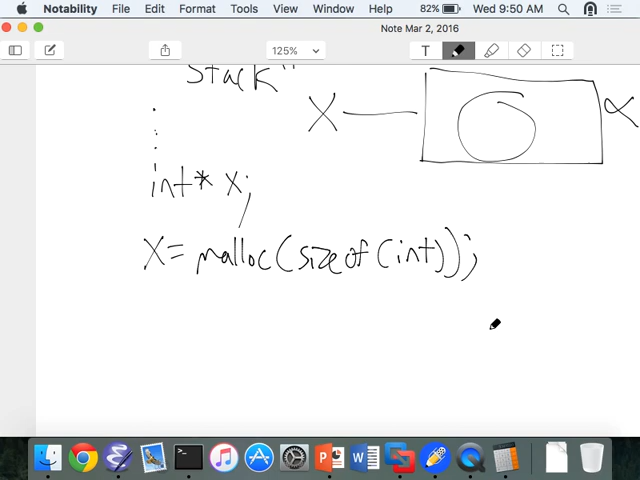 Notability File Edit Format Tools View Window Help 82% Wed 9:50 AM
Note Mar 2, 2016
125% T
Stack"
X α
int* x;
X = malloc(sizeof(int));